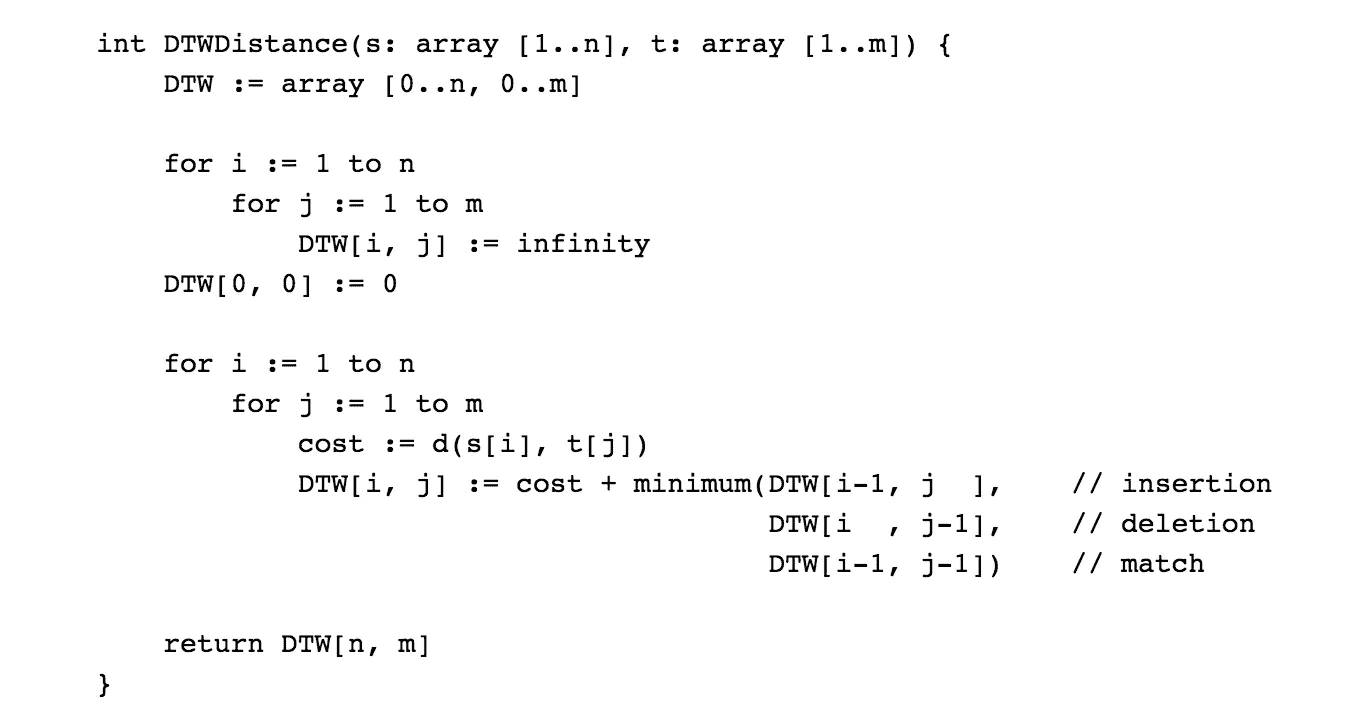 int DTWDistance(s: array [1..n], t: array [1..m]) {
    DTW := array [0..n, 0..m]

    for i := 1 to n
        for j := 1 to m
            DTW[i, j] := infinity
    DTW[0, 0] := 0

    for i := 1 to n
        for j := 1 to m
            cost := d(s[i], t[j])
            DTW[i, j] := cost + minimum(DTW[i-1, j  ],    // insertion
                                        DTW[i  , j-1],    // deletion
                                        DTW[i-1, j-1])    // match

    return DTW[n, m]
}